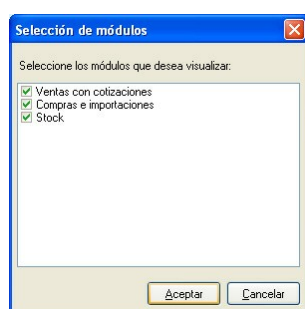 Selección de módulos
Seleccione los módulos que desea visualizar:
Ventas con cotizaciones
Compras e importaciones
Stock
Aceptar
Cancelar